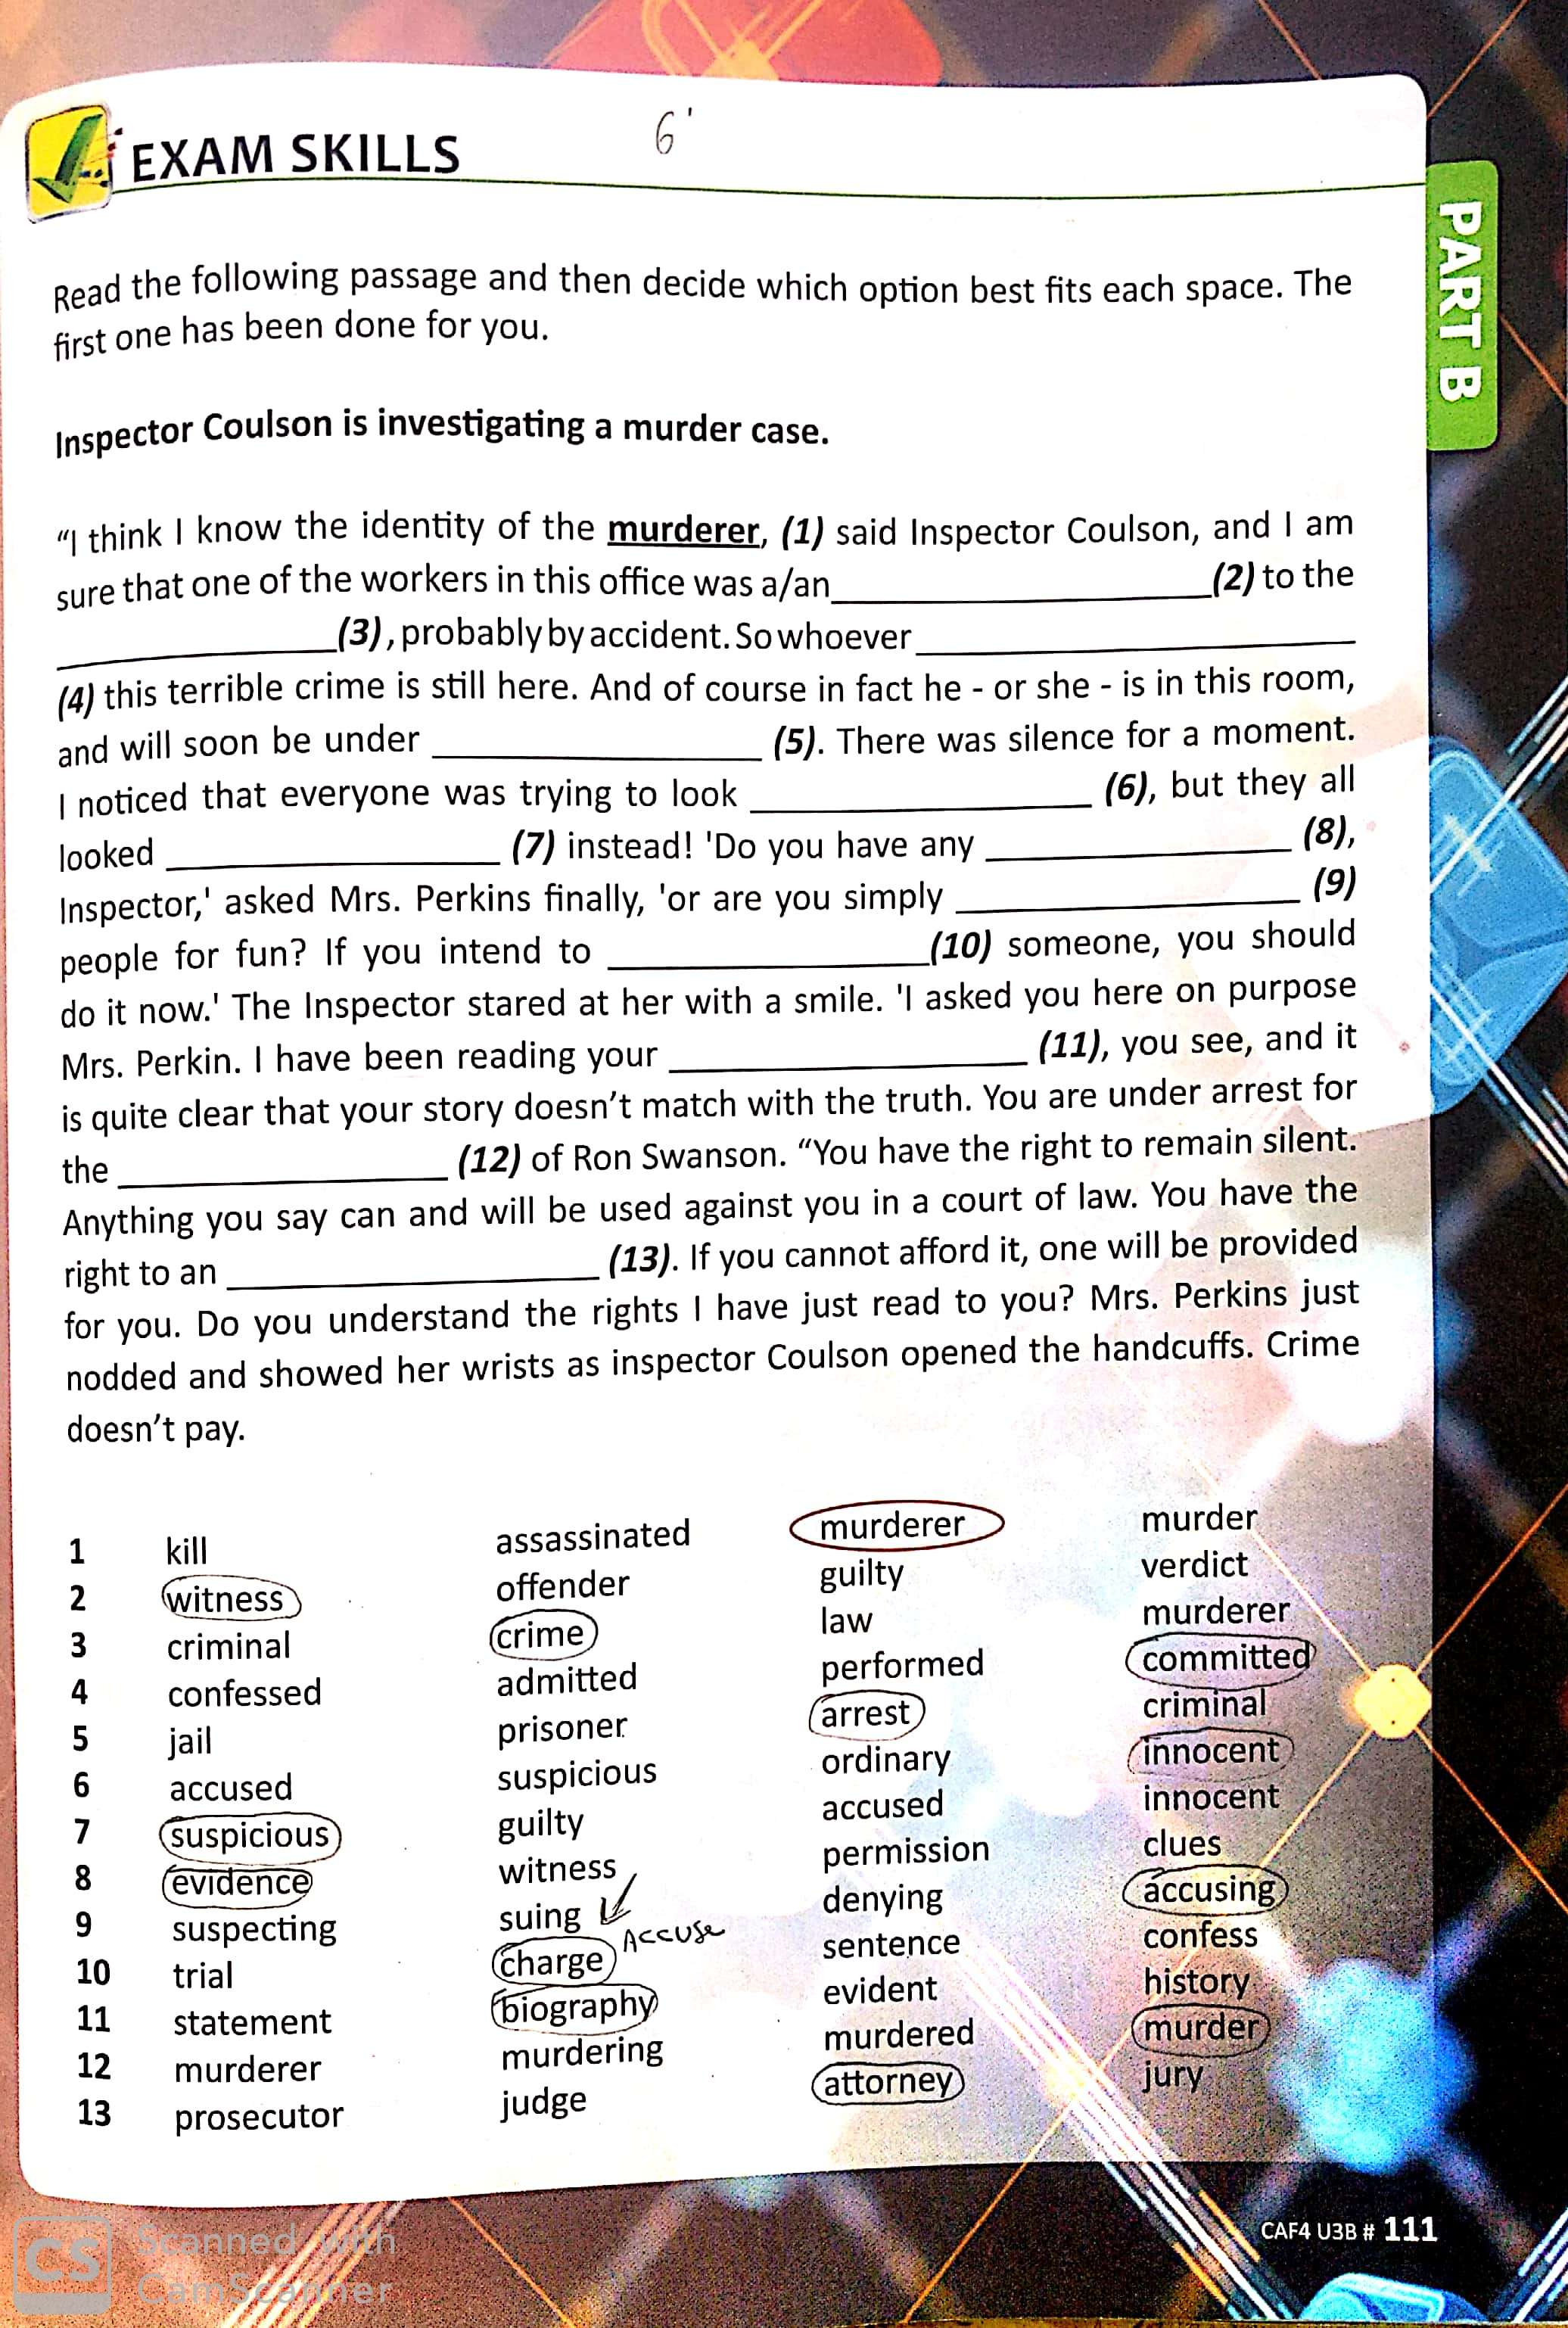 6'
EXAM SKILLS
PART B
Read the following passage and then decide which option best fits each space. The
first one has been done for you.
Inspector Coulson is investigating a murder case.
“I think I know the identity of the murderer, (1) said Inspector Coulson, and I am
sure that one of the workers in this office was a/an____________(2) to the
____________(3), probably by accident. So whoever____________
(4) this terrible crime is still here. And of course in fact he - or she - is in this room,
and will soon be under ____________ (5). There was silence for a moment.
I noticed that everyone was trying to look ____________ (6), but they all
looked ____________ (7) instead! 'Do you have any ____________ (8),
Inspector,' asked Mrs. Perkins finally, 'or are you simply ____________ (9)
people for fun? If you intend to ____________(10) someone, you should
do it now.' The Inspector stared at her with a smile. 'I asked you here on purpose
Mrs. Perkin. I have been reading your ____________ (11), you see, and it
is quite clear that your story doesn’t match with the truth. You are under arrest for
the ____________ (12) of Ron Swanson. “You have the right to remain silent.
Anything you say can and will be used against you in a court of law. You have the
right to an ____________ (13). If you cannot afford it, one will be provided
for you. Do you understand the rights I have just read to you? Mrs. Perkins just
nodded and showed her wrists as inspector Coulson opened the handcuffs. Crime
doesn’t pay.
1 kill assassinated murderer murder
2 witness offender guilty verdict
3 criminal crime law murderer
4 confessed admitted performed committed
5 jail prisoner arrest criminal
6 accused suspicious ordinary innocent
7 suspicious guilty accused innocent
8 evidence witness permission clues
9 suspecting suing denying accusing
Accuse
10 trial charge sentence confess
11 statement biography evident history
12 murderer murdering murdered murder
13 prosecutor judge attorney jury
CAF4 U3B # 111
CS Scanned with
CamScanner